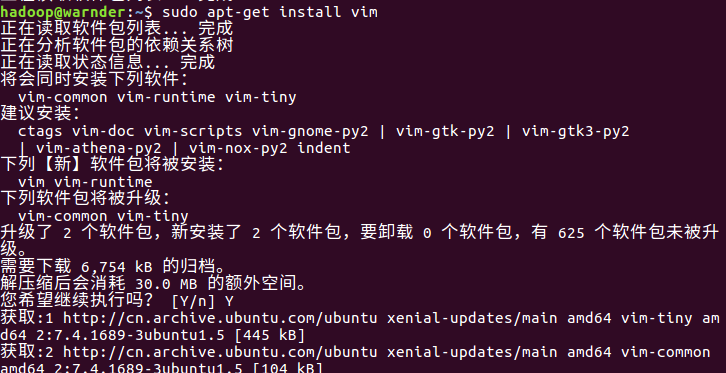 hadoop@warnder:~$ sudo apt-get install vim
正在读取软件包列表... 完成
正在分析软件包的依赖关系树
正在读取状态信息... 完成
将会同时安装下列软件：
  vim-common vim-runtime vim-tiny
建议安装：
  ctags vim-doc vim-scripts vim-gnome-py2 | vim-gtk-py2 | vim-gtk3-py2
  | vim-athena-py2 | vim-nox-py2 indent
下列【新】软件包将被安装：
  vim vim-runtime
下列软件包将被升级：
  vim-common vim-tiny
升级了 2 个软件包，新安装了 2 个软件包，要卸载 0 个软件包，有 625 个软件包未被升
级。
需要下载 6,754 kB 的归档。
解压缩后会消耗 30.0 MB 的额外空间。
您希望继续执行吗？ [Y/n] Y
获取:1 http://cn.archive.ubuntu.com/ubuntu xenial-updates/main amd64 vim-tiny am
d64 2:7.4.1689-3ubuntu1.5 [445 kB]
获取:2 http://cn.archive.ubuntu.com/ubuntu xenial-updates/main amd64 vim-common
amd64 2:7.4.1689-3ubuntu1.5 [104 kB]